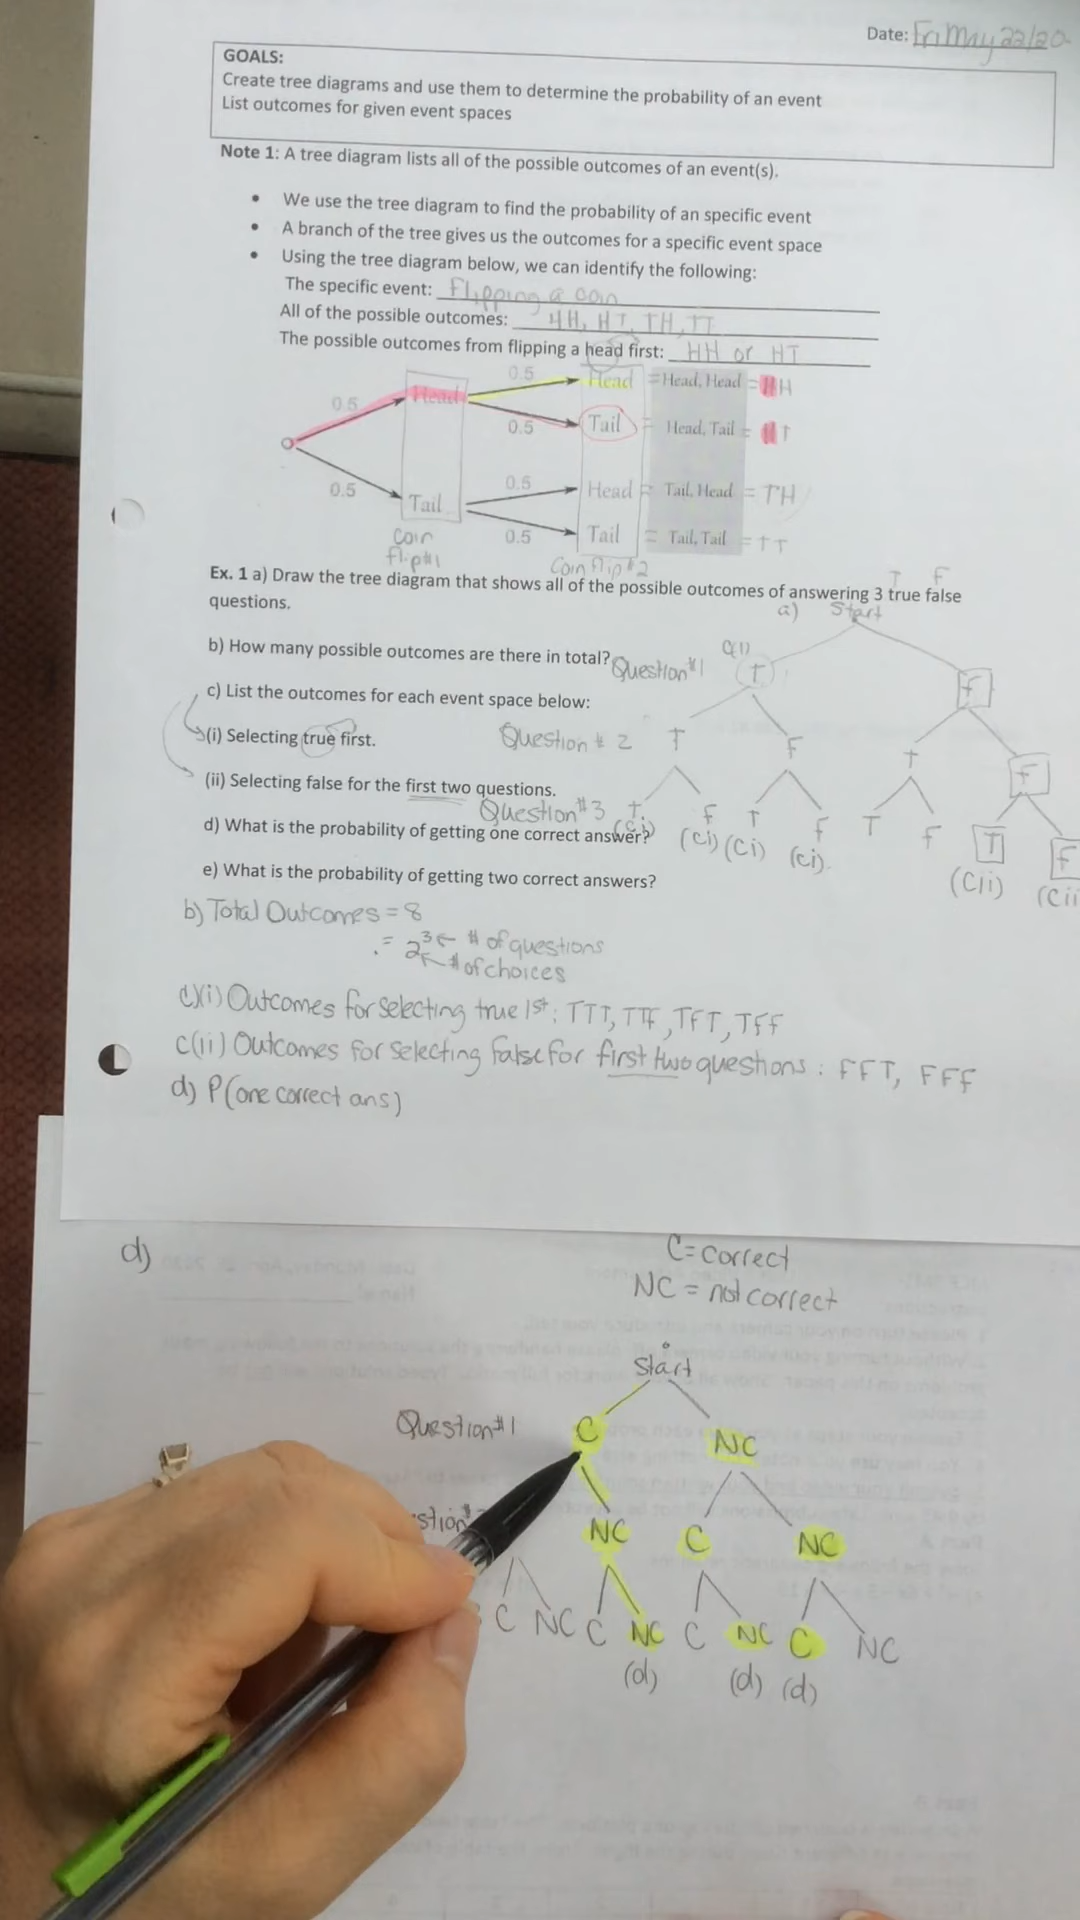 Date: Fri May 22/20
GOALS:
Create tree diagrams and use them to determine the probability of an event
List outcomes for given event spaces
Note 1: A tree diagram lists all of the possible outcomes of an event(s).
• We use the tree diagram to find the probability of an specific event
• A branch of the tree gives us the outcomes for a specific event space
• Using the tree diagram below, we can identify the following:
The specific event: Flipping a coin
All of the possible outcomes: HH, HT, TH, TT
The possible outcomes from flipping a head first: HH or HT
0.5 Head = Head, Head = HH
0.5 Head
0.5 Tail = Head, Tail = HT
0.5 Tail
0.5 Head = Tail, Head = TH
0.5 Tail = Tail, Tail = TT
Coin flip#1
Coin flip #2
T F
Ex. 1 a) Draw the tree diagram that shows all of the possible outcomes of answering 3 true false
questions.
a) Start
b) How many possible outcomes are there in total?
Question #1 T F
c) List the outcomes for each event space below:
(i) Selecting true first.
Question # 2 T F T F
(ii) Selecting false for the first two questions.
Question #3 T F T F T F T F
(ci) (ci) (ci) (ci) (Cii) (Cii
d) What is the probability of getting one correct answer?
e) What is the probability of getting two correct answers?
b) Total Outcomes = 8
= 2³ ← # of questions
← # of choices
c)(i) Outcomes for selecting true 1st: TTT, TTF, TFT, TFF
c(ii) Outcomes for selecting false for first two questions : FFT, FFF
d) P(one correct ans)
d)
C = correct
NC = not correct
Start
Question #1 C NC
stion NC C NC
C NC C NC C NC C NC
(d) (d) (d)